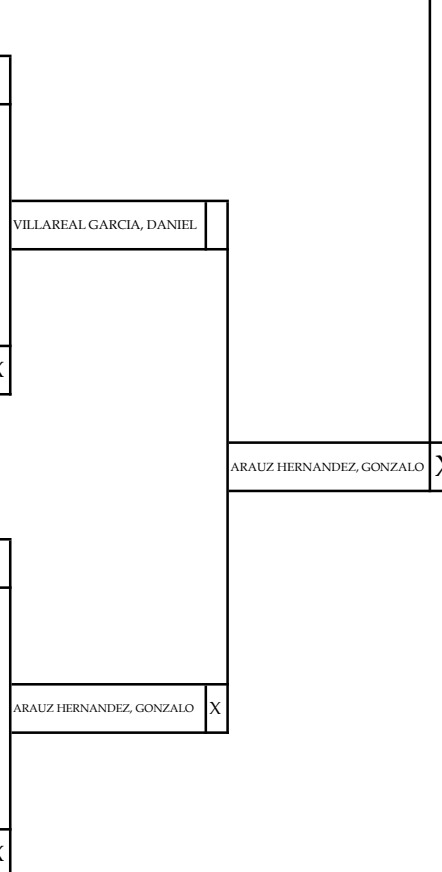 VILLAREAL GARCIA, DANIEL
X
ARAUZ HERNANDEZ, GONZALO X
ARAUZ HERNANDEZ, GONZALO X
X